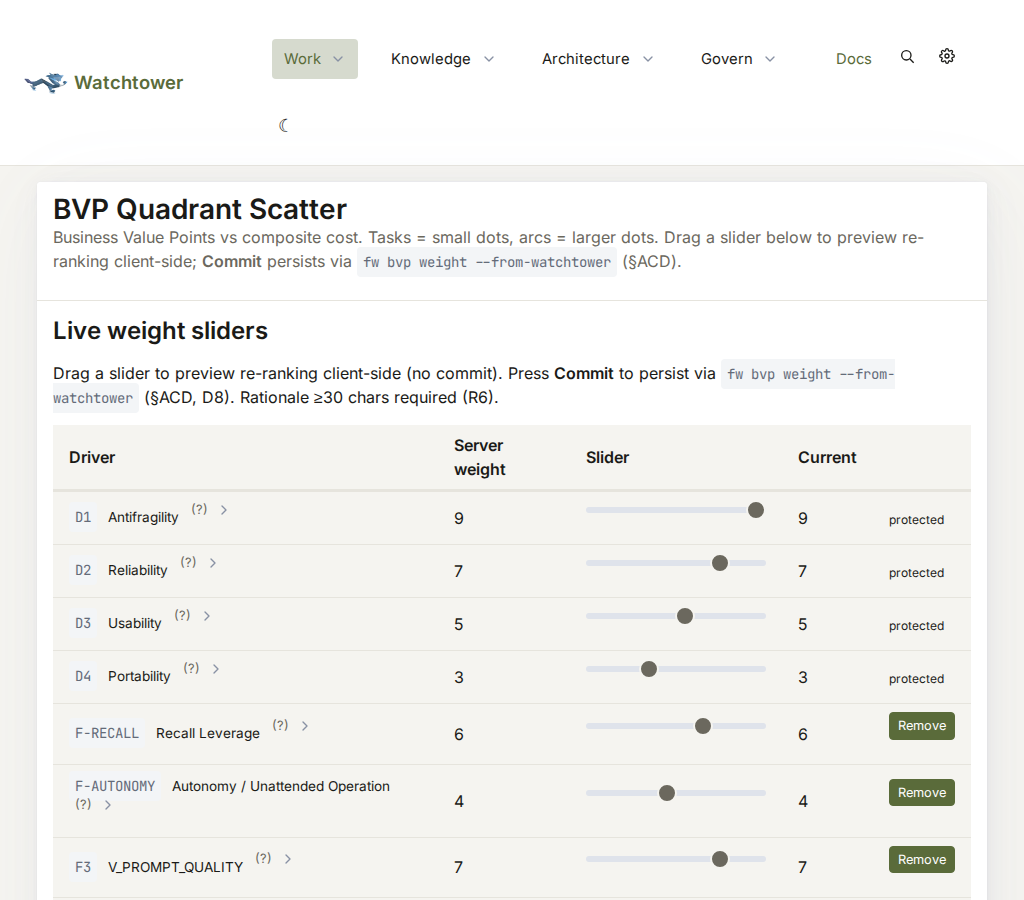 Watchtower
Work
Knowledge
Architecture
Govern
Docs
BVP Quadrant Scatter
Business Value Points vs composite cost. Tasks = small dots, arcs = larger dots. Drag a slider below to preview re-
ranking client-side; Commit persists via fw bvp weight --from-watchtower (§ACD).
Live weight sliders
Drag a slider to preview re-ranking client-side (no commit). Press Commit to persist via fw bvp weight --from-
watchtower (§ACD, D8). Rationale ≥30 chars required (R6).
Driver Server weight Slider Current
D1 Antifragility (?) 9 9 protected
D2 Reliability (?) 7 7 protected
D3 Usability (?) 5 5 protected
D4 Portability (?) 3 3 protected
F-RECALL Recall Leverage (?) 6 6 Remove
F-AUTONOMY Autonomy / Unattended Operation (?) 4 4 Remove
F3 V_PROMPT_QUALITY (?) 7 7 Remove